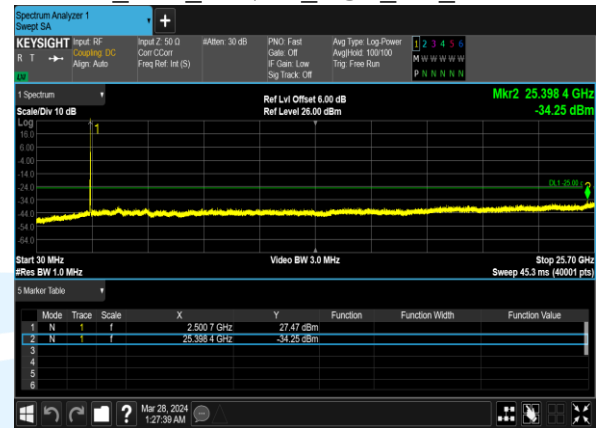 Spectrum Analyzer 1
Swept SA
KEYSIGHT
R T
Input: RF
Coupling: DC
Align: Auto
Input Z: 50 Ω
Corr CCorr
Freq Ref: Int (S)
#Atten: 30 dB
PNO: Fast
Gate: Off
IF Gain: Low
Sig Track: Off
Avg Type: Log-Power
Avg|Hold: 100/100
Trig: Free Run
1 2 3 4 5 6
M W W W W W
P N N N N N
1 Spectrum
Scale/Div 10 dB
Ref Lvl Offset 6.00 dB
Ref Level 26.00 dBm
Mkr2 25.398 4 GHz
-34.25 dBm
Log
16.0
6.00
-4.00
-14.0
-24.0
-34.0
-44.0
-54.0
-64.0
1
2
Start 30 MHz
#Res BW 1.0 MHz
Video BW 3.0 MHz
Stop 25.70 GHz
Sweep 45.3 ms (40001 pts)
5 Marker Table
Mode Trace Scale X Y Function Function Width Function Value
1 N 1 f 2.500 7 GHz 27.47 dBm
2 N 1 f 25.398 4 GHz -34.25 dBm
3
4
5
6
Mar 28, 2024
1:27:39 AM